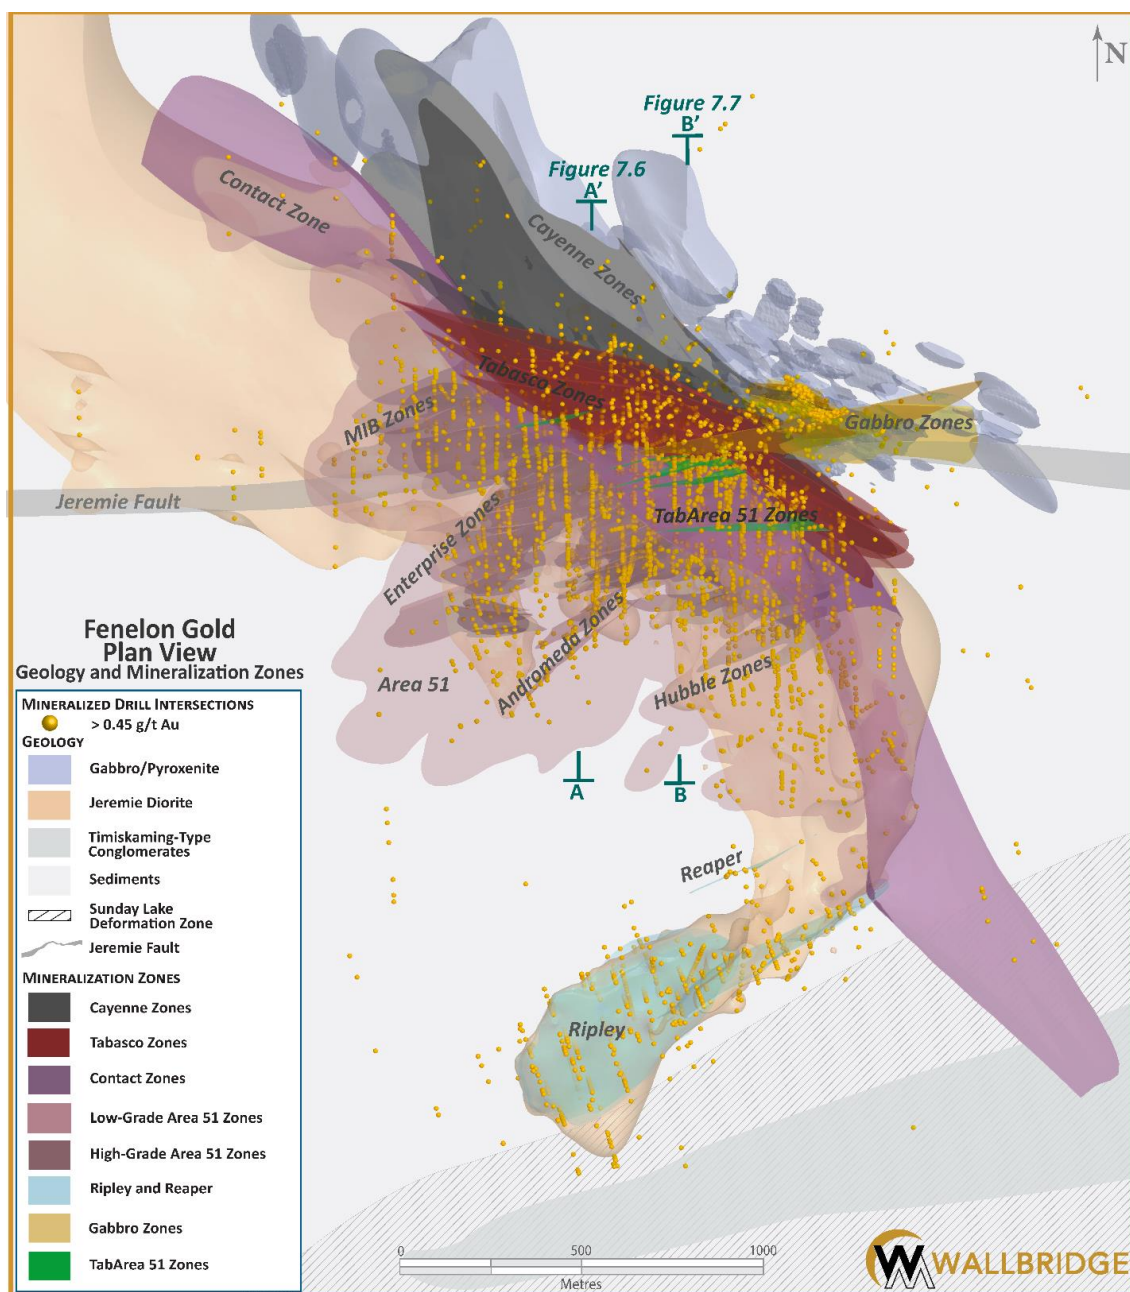 N
Figure 7.7
B'
Figure 7.6
A'
Contact Zone
Cayenne Zones
Tabasco Zones
MIB Zones
Gabbro Zones
Jeremie Fault
TabArea 51 Zones
Enterprise Zones
Andromeda Zones
Area 51
Hubble Zones
A
B
Reaper
Ripley
Fenelon Gold
Plan View
Geology and Mineralization Zones
MINERALIZED DRILL INTERSECTIONS
> 0.45 g/t Au
GEOLOGY
Gabbro/Pyroxenite
Jeremie Diorite
Timiskaming-Type
Conglomerates
Sediments
Sunday Lake
Deformation Zone
Jeremie Fault
MINERALIZATION ZONES
Cayenne Zones
Tabasco Zones
Contact Zones
Low-Grade Area 51 Zones
High-Grade Area 51 Zones
Ripley and Reaper
Gabbro Zones
TabArea 51 Zones
0 500 1000
Metres
WALLBRIDGE